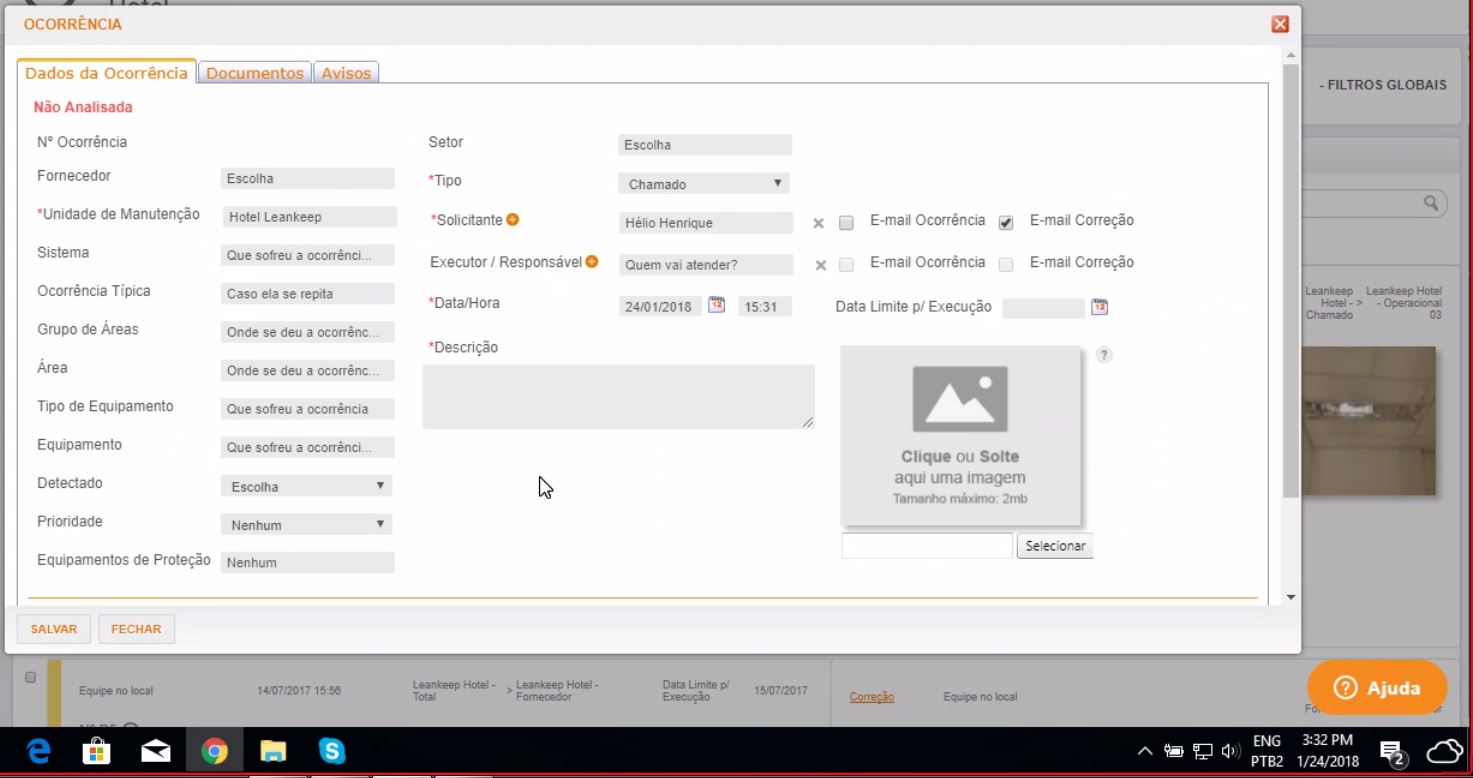 Hotel
OCORRÊNCIA
Dados da Ocorrência
Documentos
Avisos
- FILTROS GLOBAIS
Não Analisada
Nº Ocorrência
Setor
Escolha
Fornecedor
Escolha
*Tipo
Chamado
*Unidade de Manutenção
Hotel Leankeep
*Solicitante
Hélio Henrique
E-mail Ocorrência
E-mail Correção
Sistema
Que sofreu a ocorrênci...
Executor / Responsável
Quem vai atender?
E-mail Ocorrência
E-mail Correção
Ocorrência Típica
Caso ela se repita
*Data/Hora
24/01/2018
15:31
Data Limite p/ Execução
Leankeep
Hotel - >
Chamado
Leankeep Hotel
- Operacional
03
Grupo de Áreas
Onde se deu a ocorrênc...
*Descrição
Área
Onde se deu a ocorrênc...
Tipo de Equipamento
Que sofreu a ocorrência
Equipamento
Que sofreu a ocorrênci...
Detectado
Escolha
Prioridade
Nenhum
Equipamentos de Proteção
Nenhum
?
Clique ou Solte
aqui uma imagem
Tamanho máximo: 2mb
Selecionar
SALVAR
FECHAR
Equipe no local
14/07/2017 15:56
Leankeep Hotel -
Total
> Leankeep Hotel -
Fornecedor
Data Limite p/
Execução
15/07/2017
Correção
Equipe no local
? Ajuda
ENG
PTB2
3:32 PM
1/24/2018
2